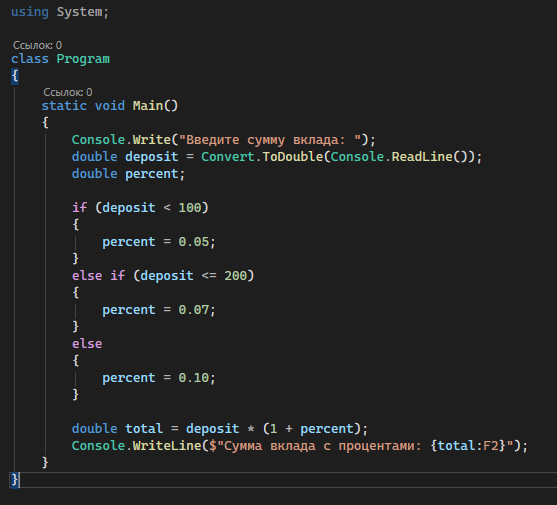 using System;
Ссылок: 0
class Program
{
Ссылок: 0
static void Main()
{
Console.Write("Введите сумму вклада: ");
double deposit = Convert.ToDouble(Console.ReadLine());
double percent;
if (deposit < 100)
{
percent = 0.05;
}
else if (deposit <= 200)
{
percent = 0.07;
}
else
{
percent = 0.10;
}
double total = deposit * (1 + percent);
Console.WriteLine($"Сумма вклада с процентами: {total:F2}");
}
}